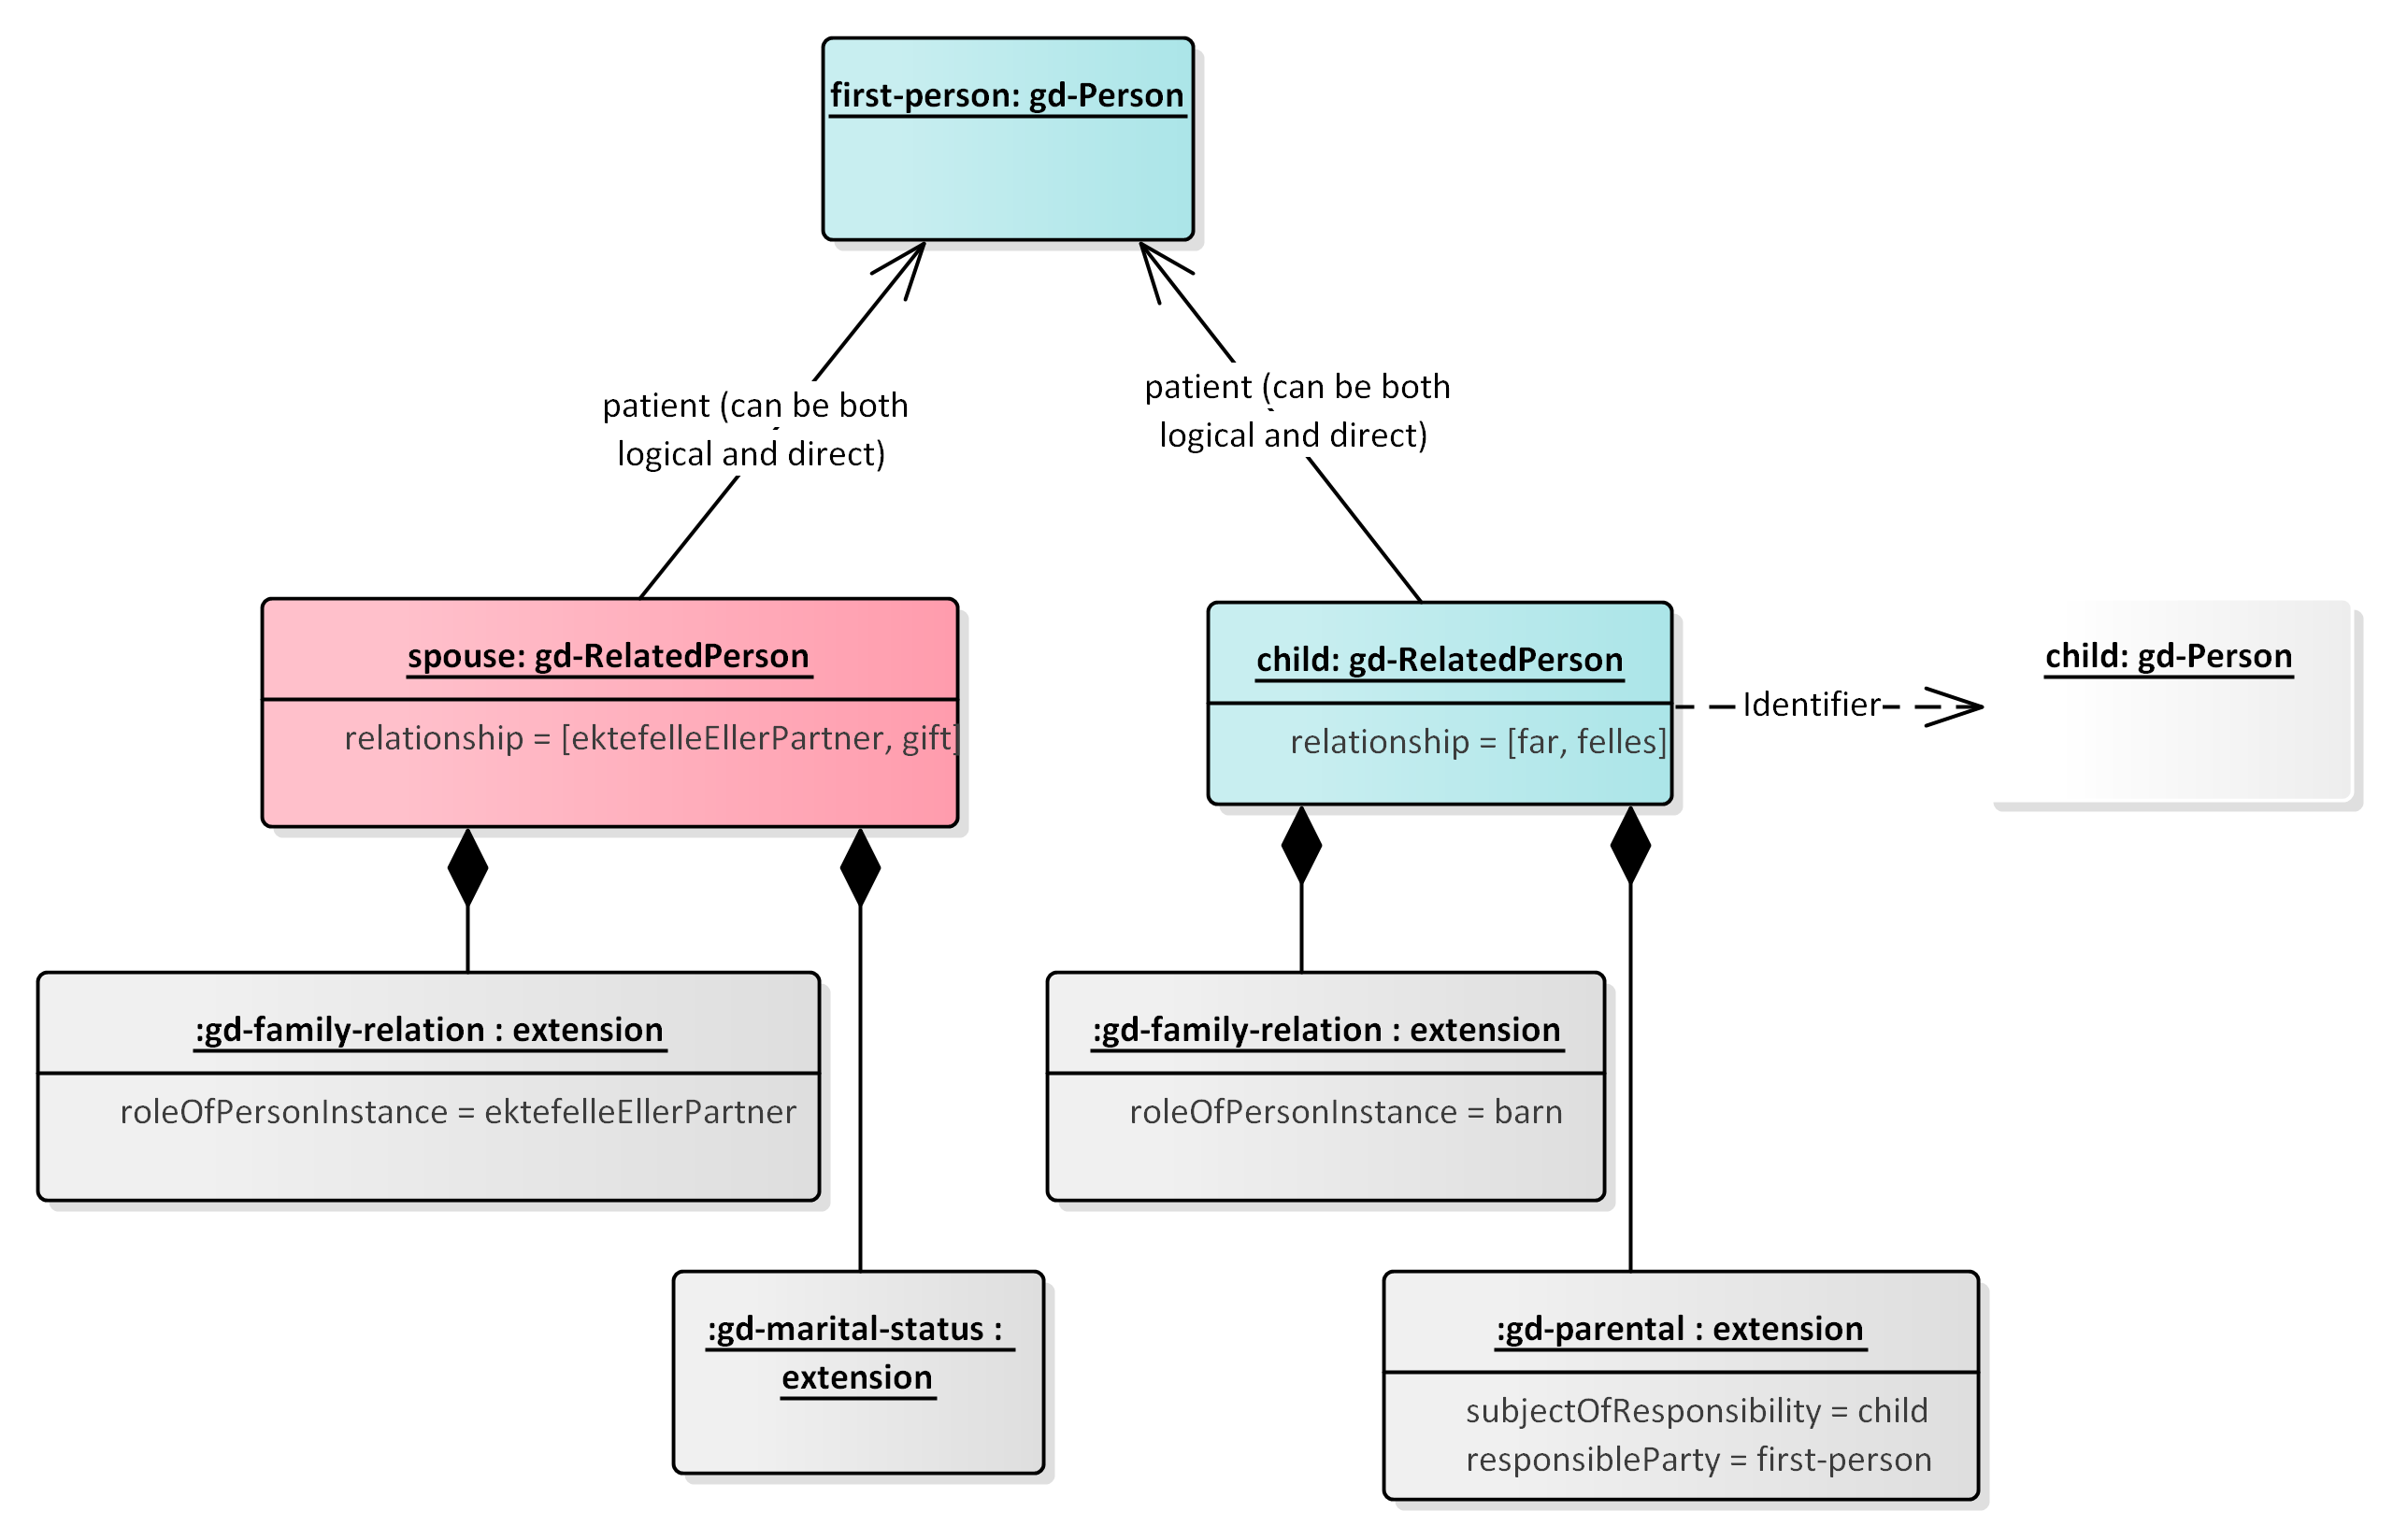 first-person: gd-Person
patient (can be both
logical and direct)
patient (can be both
logical and direct)
spouse: gd-RelatedPerson
relationship = [ektefelleEllerPartner, gift]
child: gd-RelatedPerson
relationship = [far, felles]
Identifier
child: gd-Person
:gd-family-relation : extension
roleOfPersonInstance = ektefelleEllerPartner
:gd-family-relation : extension
roleOfPersonInstance = barn
:gd-marital-status :
extension
:gd-parental : extension
subjectOfResponsibility = child
responsibleParty = first-person